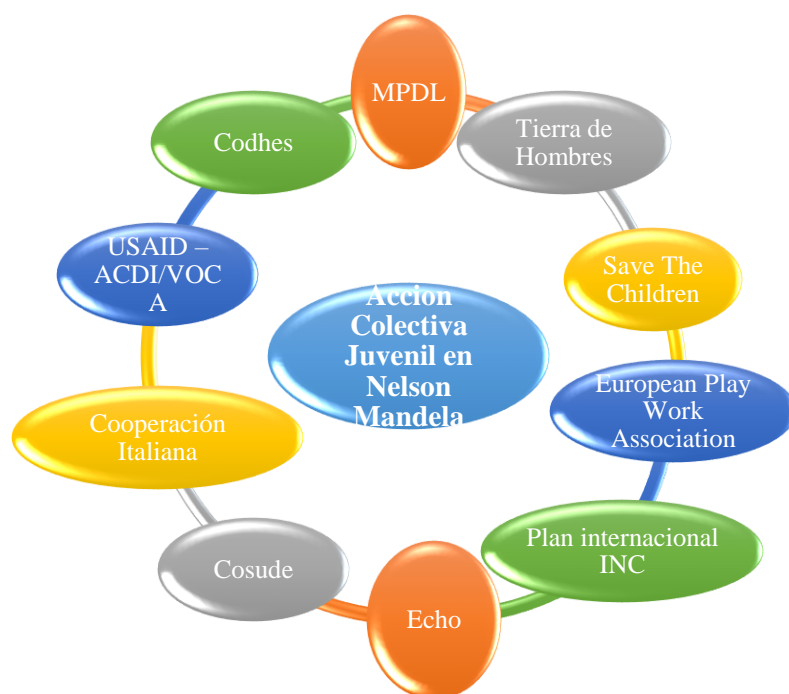 MPDL
Tierra de
Hombres
Save The
Children
European Play
Work
Association
Plan internacional
INC
Echo
Cosude
Cooperación
Italiana
USAID –
ACDI/VOC
A
Codhes
Accion
Colectiva
Juvenil en
Nelson
Mandela